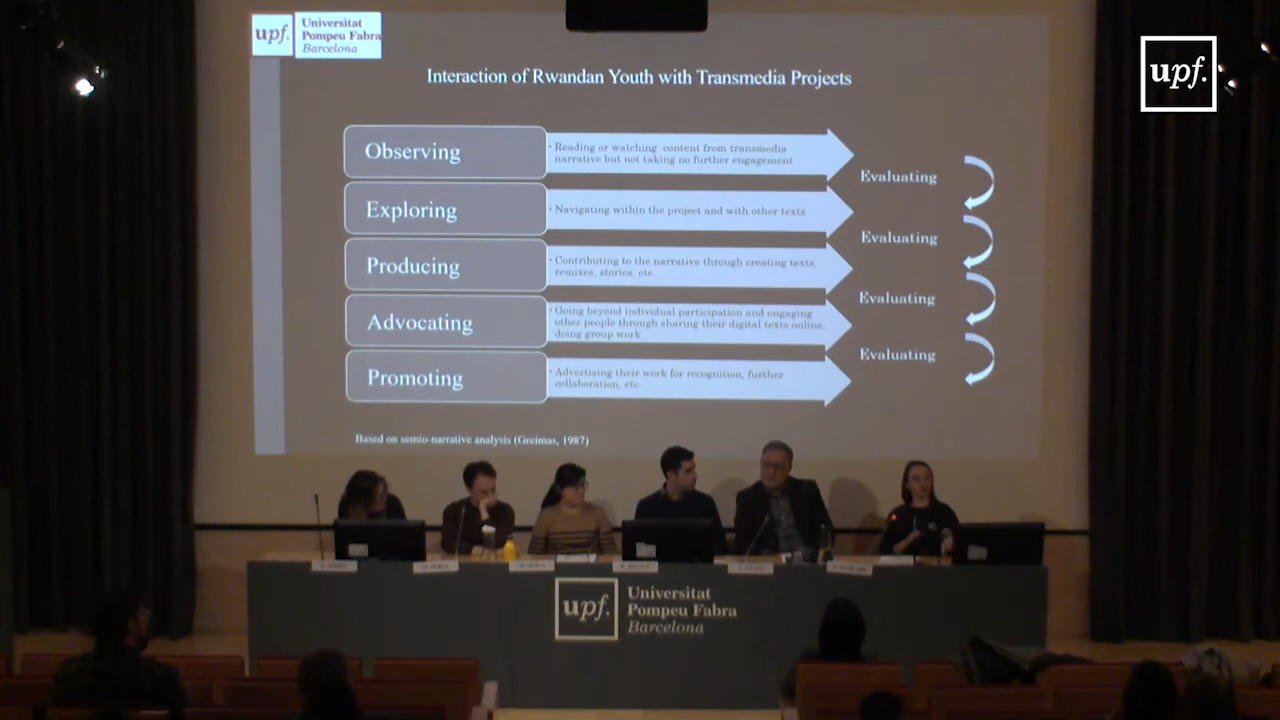 upf.
Universitat
Pompeu Fabra
Barcelona
upf.
Interaction of Rwandan Youth with Transmedia Projects
Observing
· Reading or watching content from transmedia
narrative but not taking no further engagement
Evaluating
Exploring
· Navigating within the project and with other texts
Evaluating
Producing
· Contributing to the narrative through creating texts,
remixes, stories, etc.
Evaluating
Advocating
· Going beyond individual participation and engaging
other people through sharing their digital texts online,
doing group work
Evaluating
Promoting
· Advertising their work for recognition, further
collaboration, etc.
Based on semio-narrative analysis (Greimas, 1987)
upf.
Universitat
Pompeu Fabra
Barcelona